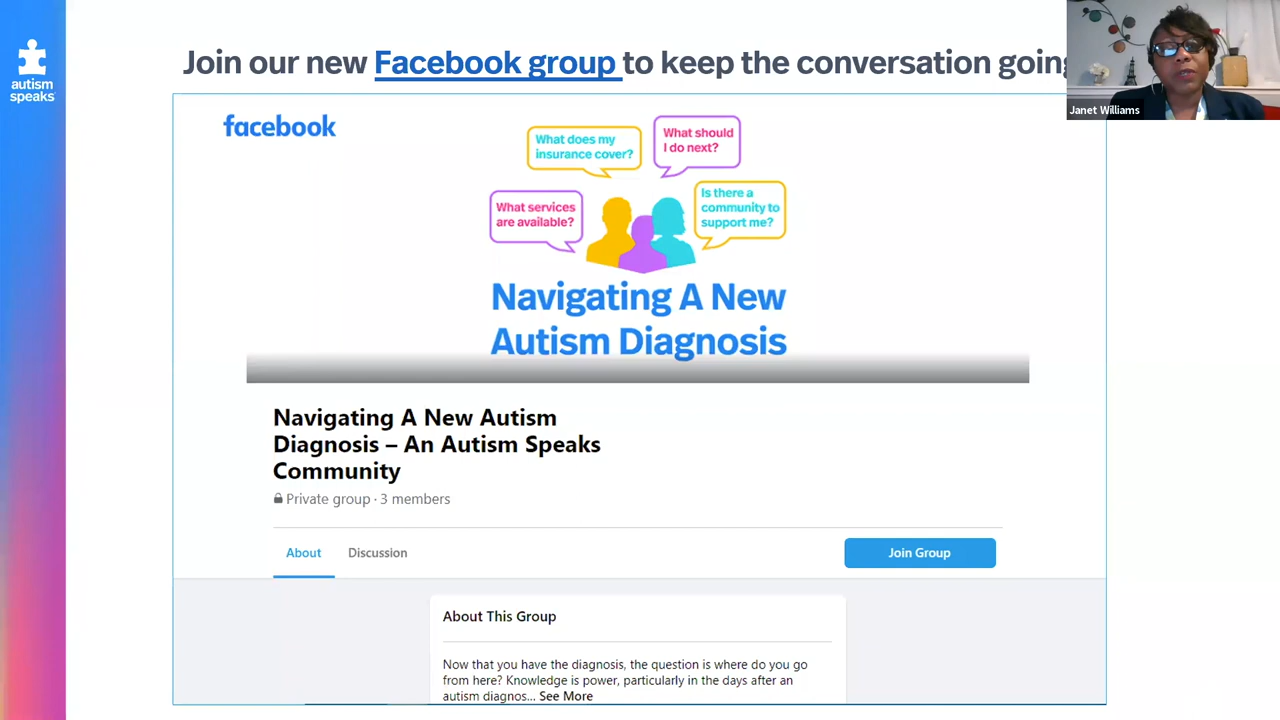 autism
speaks
Join our new Facebook group to keep the conversation going
Janet Williams
facebook
What does my
insurance cover?
What should
I do next?
What services
are available?
Is there a
community to
support me?
Navigating A New
Autism Diagnosis
Navigating A New Autism
Diagnosis – An Autism Speaks
Community
Private group · 3 members
About
Discussion
Join Group
About This Group
Now that you have the diagnosis, the question is where do you go
from here? Knowledge is power, particularly in the days after an
autism diagnos... See More